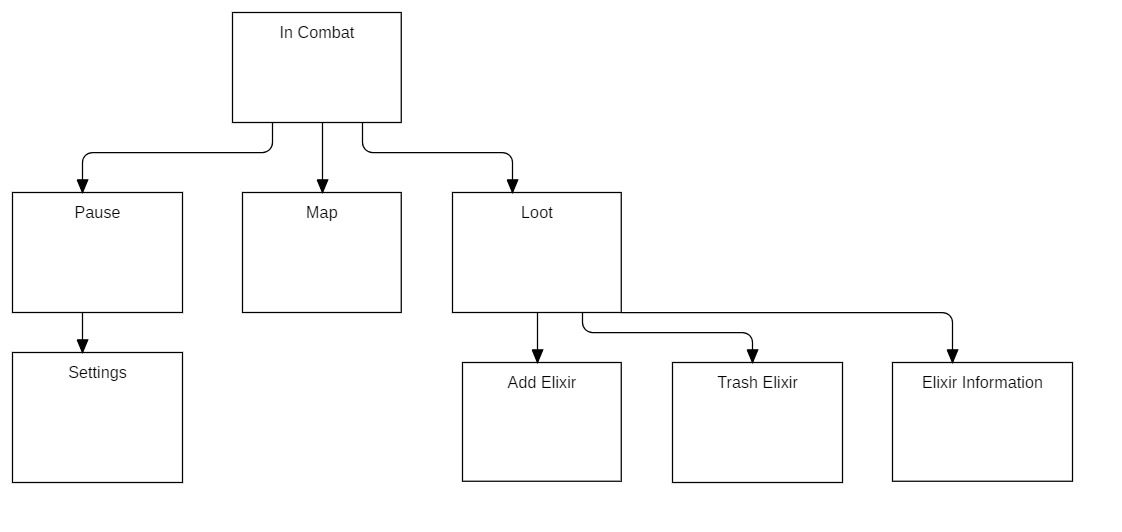 In Combat
Pause
Map
Loot
Settings
Add Elixir
Trash Elixir
Elixir Information